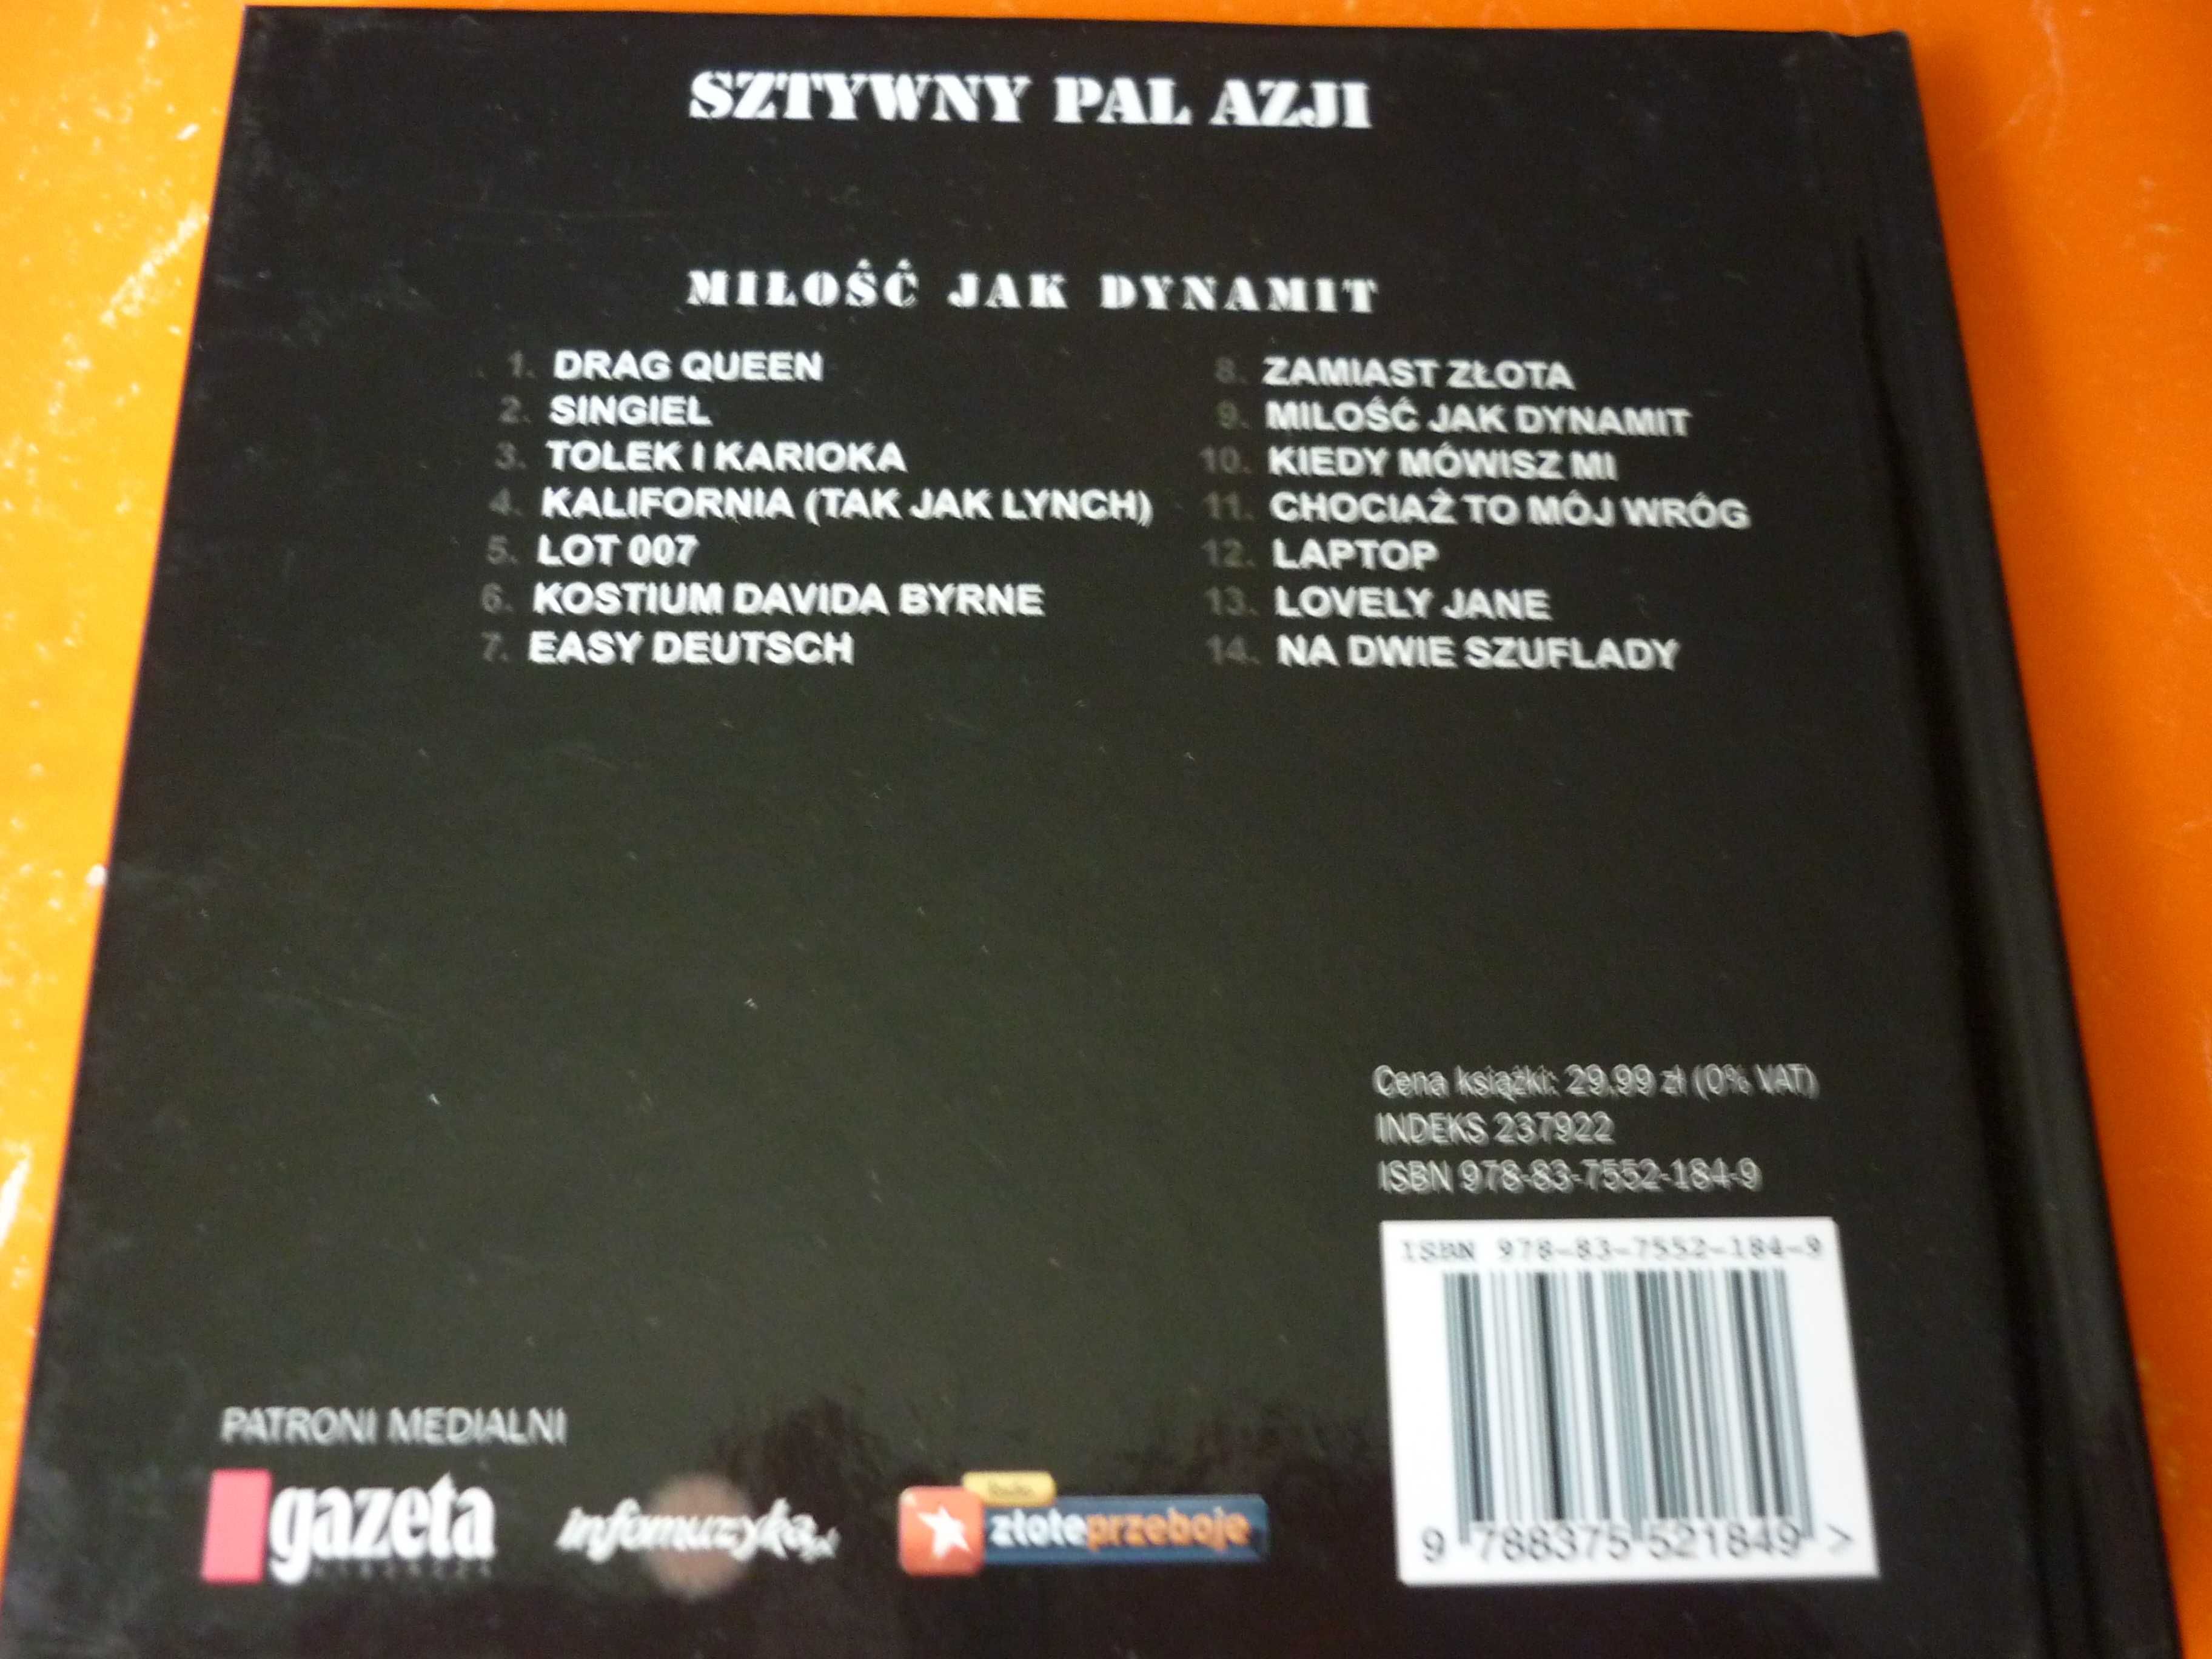 SZTYWNY PAL AZJI
MIŁOŚĆ JAK DYNAMIT
1. DRAG QUEEN
2. SINGIEL
3. TOLEK I KARIOKA
4. KALIFORNIA (TAK JAK LYNCH)
5. LOT 007
6. KOSTIUM DAVIDA BYRNE
7. EASY DEUTSCH
8. ZAMIAST ZŁOTA
9. MILOŚĆ JAK DYNAMIT
10. KIEDY MÓWISZ MI
11. CHOCIAŻ TO MÓJ WRÓG
12. LAPTOP
13. LOVELY JANE
14. NA DWIE SZUFLADY
Cena książki: 29,99 zł (0% VAT)
INDEKS 237922
ISBN 978-83-7552-184-9
ISBN 978-83-7552-184-9
9 788375 521849 >
PATRONI MEDIALNI
gazeta
infomuzyka.pl
złoteprzeboje